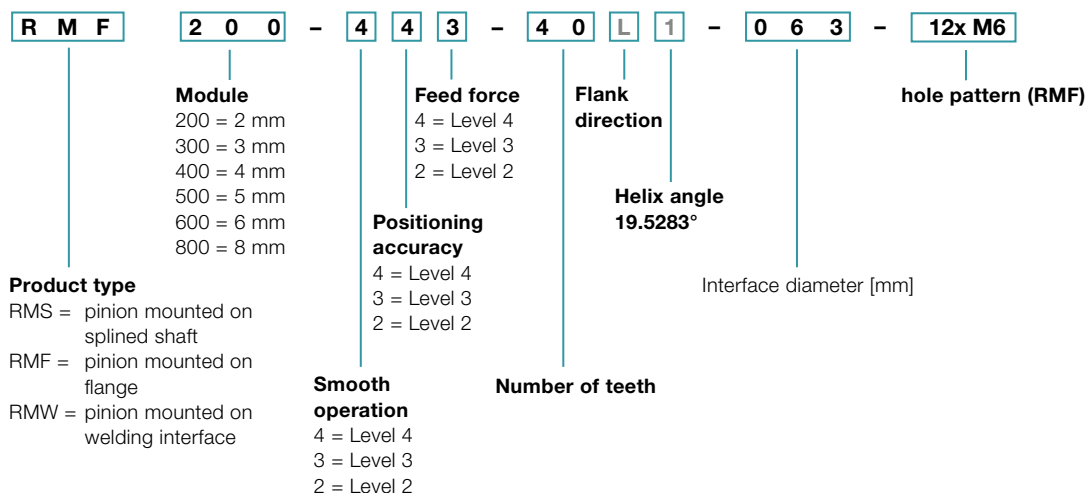 R M F 2 0 0 – 4 4 3 – 4 0 L 1 – 0 6 3 – 12x M6
Module
200 = 2 mm
300 = 3 mm
400 = 4 mm
500 = 5 mm
600 = 6 mm
800 = 8 mm
Feed force
4 = Level 4
3 = Level 3
2 = Level 2
Flank
direction
hole pattern (RMF)
Helix angle
19.5283°
Positioning
accuracy
4 = Level 4
3 = Level 3
2 = Level 2
Product type
RMS = pinion mounted on
splined shaft
RMF = pinion mounted on
flange
RMW = pinion mounted on
welding interface
Interface diameter [mm]
Smooth
operation
4 = Level 4
3 = Level 3
2 = Level 2
Number of teeth